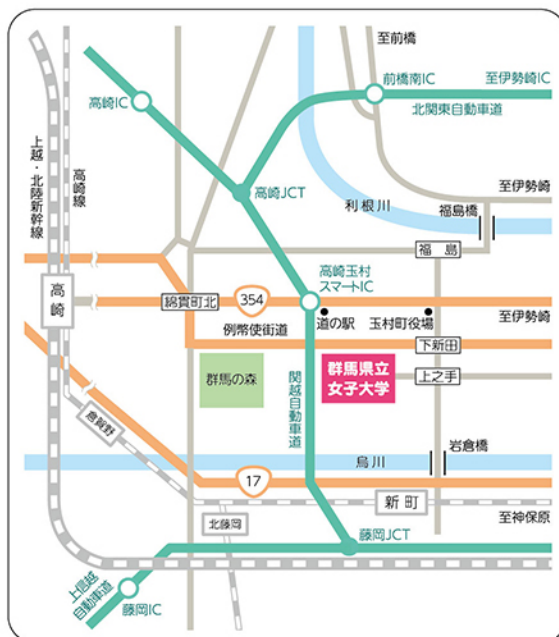 至前橋
前橋南IC
至伊勢崎IC
北関東自動車道
高崎IC
上越・北陸新幹線
高崎線
高崎JCT
至伊勢崎
利根川
福島橋
福島
高崎玉村
スマートIC
高崎
綿貫町北
354
道の駅
玉村町役場
至伊勢崎
例幣使街道
下新田
群馬の森
関越自動車道
群馬県立
女子大学
上之手
倉賀野
岩倉橋
烏川
17
新町
北藤岡
至神保原
藤岡JCT
上信越
自動車道
藤岡IC